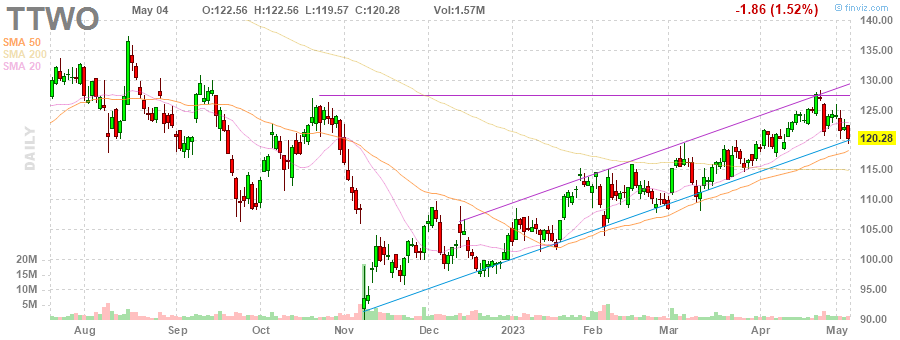 TTWO May 04 O:122.56 H:122.56 L:119.57 C:120.28 Vol:1.57M -1.86 (1.52%) © finviz.com
SMA 50
SMA 200
SMA 20
DAILY
140.00
135.00
130.00
125.00
120.28
115.00
110.00
105.00
100.00
95.00
90.00
20M
15M
10M
5M
Aug Sep Oct Nov Dec 2023 Feb Mar Apr May